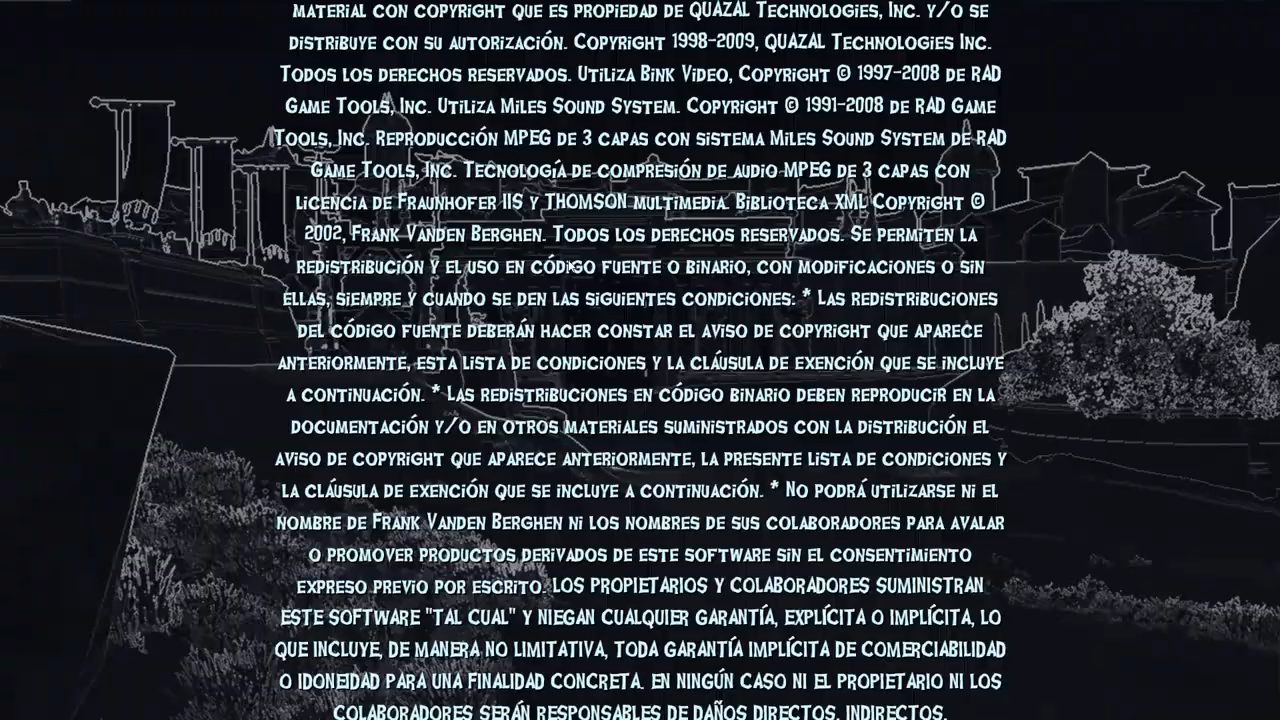 MATERIAL CON COPYRIGHT QUE ES PROPIEDAD DE QUAZAL TECHNOLOGIES, INC. Y/O SE
DISTRIBUYE CON SU AUTORIZACIÓN. COPYRIGHT 1998-2009, QUAZAL TECHNOLOGIES INC.
TODOS LOS DERECHOS RESERVADOS. UTILIZA BINK VIDEO, COPYRIGHT © 1997-2008 DE RAD
GAME TOOLS, INC. UTILIZA MILES SOUND SYSTEM. COPYRIGHT © 1991-2008 DE RAD GAME
TOOLS, INC. REPRODUCCIÓN MPEG DE 3 CAPAS CON SISTEMA MILES SOUND SYSTEM DE RAD
GAME TOOLS, INC. TECNOLOGÍA DE COMPRESIÓN DE AUDIO MPEG DE 3 CAPAS CON
LICENCIA DE FRAUNHOFER IIS Y THOMSON MULTIMEDIA. BIBLIOTECA XML COPYRIGHT ©
2002, FRANK VANDEN BERGHEN. TODOS LOS DERECHOS RESERVADOS. SE PERMITEN LA
REDISTRIBUCIÓN Y EL USO EN CÓDIGO FUENTE O BINARIO, CON MODIFICACIONES O SIN
ELLAS, SIEMPRE Y CUANDO SE DEN LAS SIGUIENTES CONDICIONES: * LAS REDISTRIBUCIONES
DEL CÓDIGO FUENTE DEBERÁN HACER CONSTAR EL AVISO DE COPYRIGHT QUE APARECE
ANTERIORMENTE, ESTA LISTA DE CONDICIONES Y LA CLÁUSULA DE EXENCIÓN QUE SE INCLUYE
A CONTINUACIÓN. * LAS REDISTRIBUCIONES EN CÓDIGO BINARIO DEBEN REPRODUCIR EN LA
DOCUMENTACIÓN Y/O EN OTROS MATERIALES SUMINISTRADOS CON LA DISTRIBUCIÓN EL
AVISO DE COPYRIGHT QUE APARECE ANTERIORMENTE, LA PRESENTE LISTA DE CONDICIONES Y
LA CLÁUSULA DE EXENCIÓN QUE SE INCLUYE A CONTINUACIÓN. * NO PODRÁ UTILIZARSE NI EL
NOMBRE DE FRANK VANDEN BERGHEN NI LOS NOMBRES DE SUS COLABORADORES PARA AVALAR
O PROMOVER PRODUCTOS DERIVADOS DE ESTE SOFTWARE SIN EL CONSENTIMIENTO
EXPRESO PREVIO POR ESCRITO. LOS PROPIETARIOS Y COLABORADORES SUMINISTRAN
ESTE SOFTWARE "TAL CUAL" Y NIEGAN CUALQUIER GARANTÍA, EXPLÍCITA O IMPLÍCITA, LO
QUE INCLUYE, DE MANERA NO LIMITATIVA, TODA GARANTÍA IMPLÍCITA DE COMERCIABILIDAD
O IDONEIDAD PARA UNA FINALIDAD CONCRETA. EN NINGÚN CASO NI EL PROPIETARIO NI LOS
COLABORADORES SERÁN RESPONSABLES DE DAÑOS DIRECTOS, INDIRECTOS,